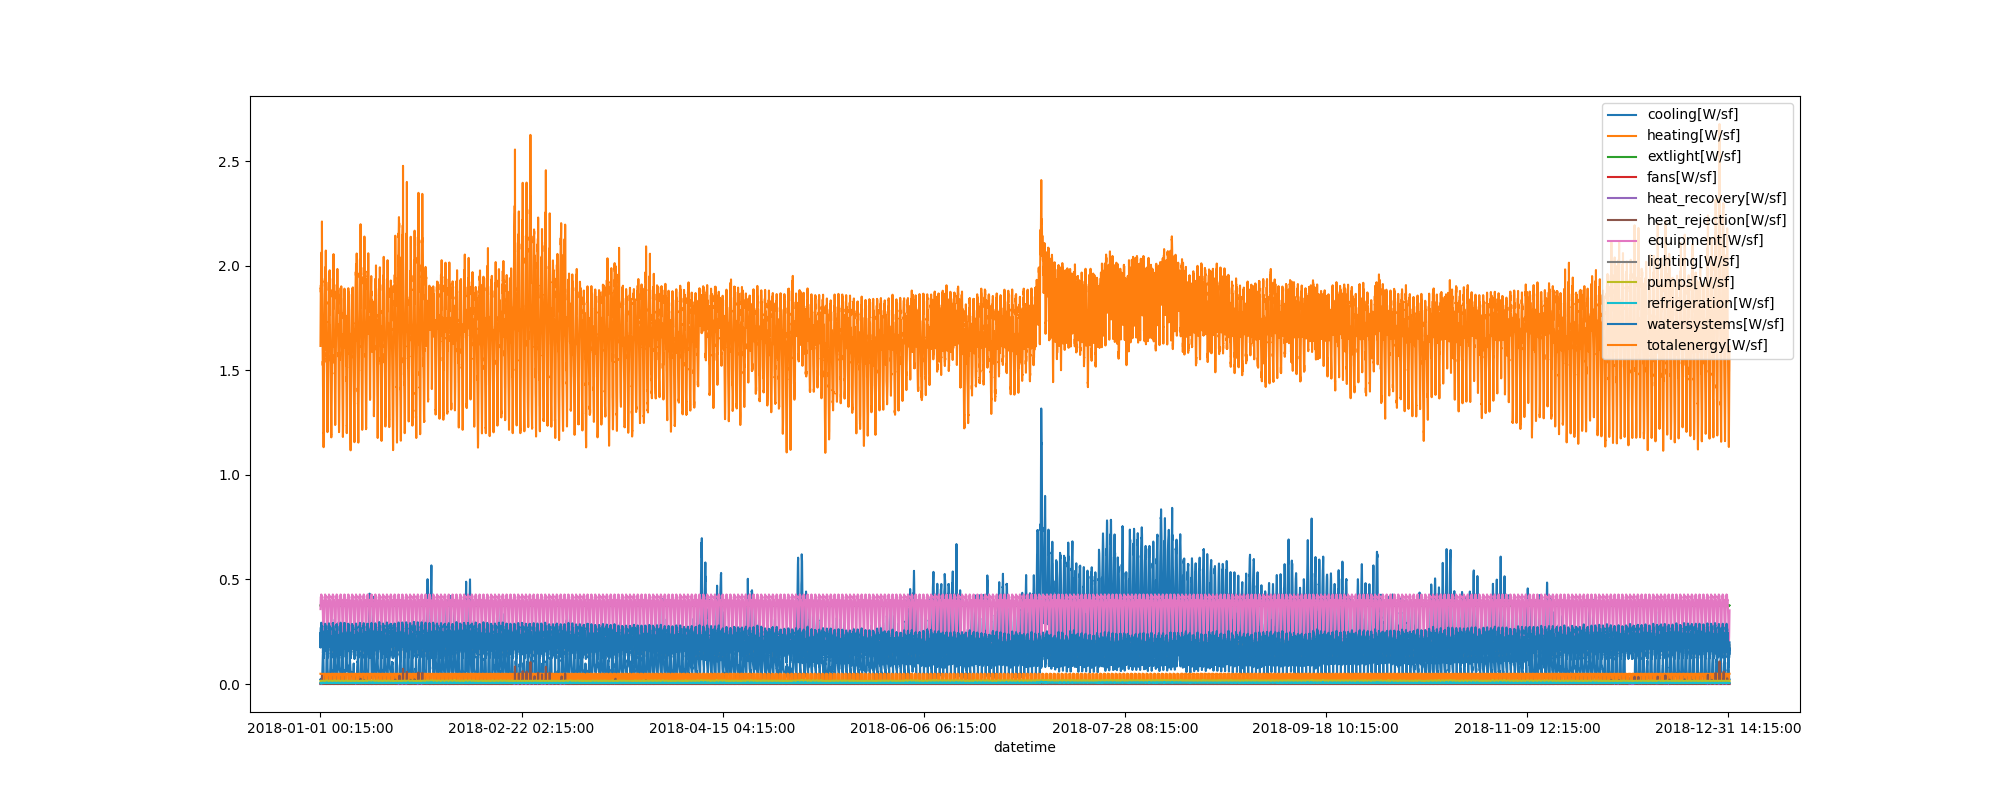 cooling[W/sf]
heating[W/sf]
extlight[W/sf]
fans[W/sf]
heat_recovery[W/sf]
heat_rejection[W/sf]
equipment[W/sf]
lighting[W/sf]
pumps[W/sf]
refrigeration[W/sf]
watersystems[W/sf]
totalenergy[W/sf]
2.5
2.0
1.5
1.0
0.5
0.0
2018-01-01 00:15:00
2018-02-22 02:15:00
2018-04-15 04:15:00
2018-06-06 06:15:00
2018-07-28 08:15:00
2018-09-18 10:15:00
2018-11-09 12:15:00
2018-12-31 14:15:00
datetime